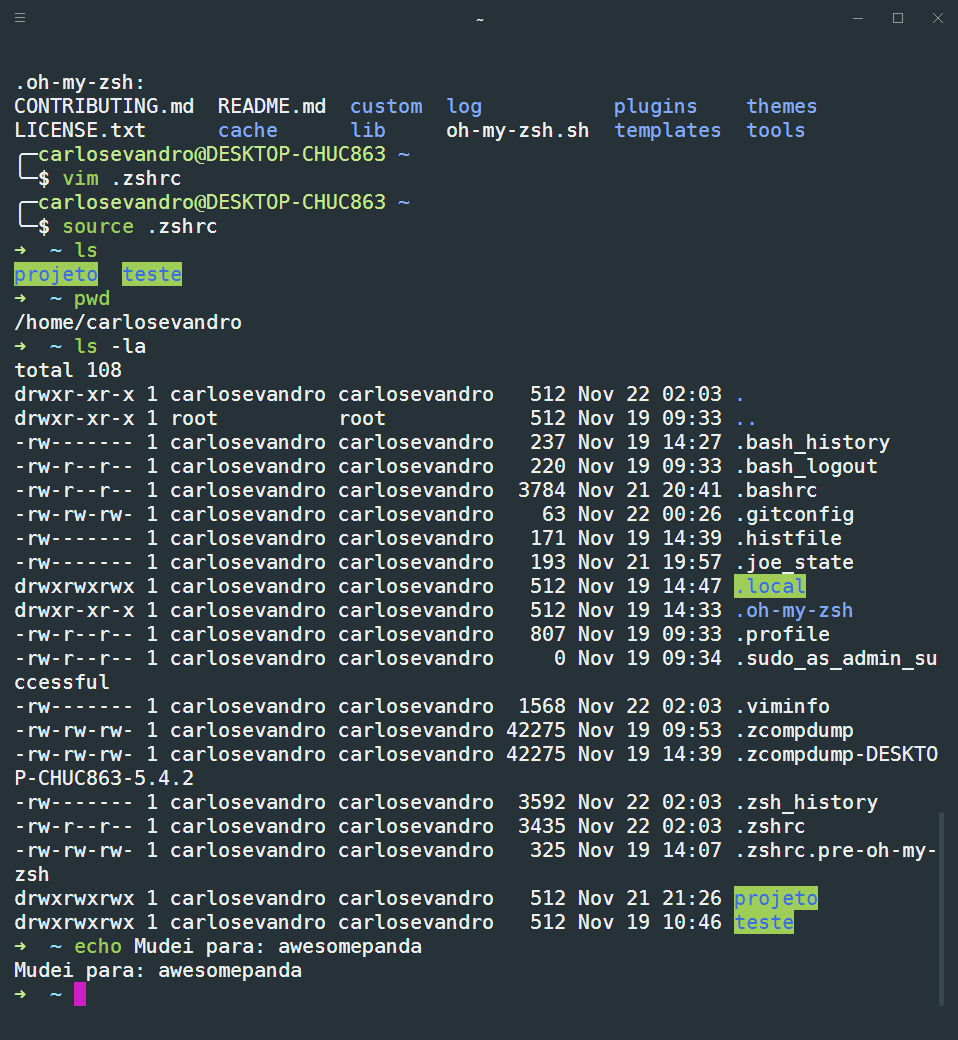 ~
.oh-my-zsh:
CONTRIBUTING.md  README.md  custom  log           plugins    themes
LICENSE.txt      cache      lib     oh-my-zsh.sh  templates  tools
╭─carlosevandro@DESKTOP-CHUC863 ~
╰─$ vim .zshrc
╭─carlosevandro@DESKTOP-CHUC863 ~
╰─$ source .zshrc
➜  ~ ls
projeto  teste
➜  ~ pwd
/home/carlosevandro
➜  ~ ls -la
total 108
drwxr-xr-x 1 carlosevandro carlosevandro   512 Nov 22 02:03 .
drwxr-xr-x 1 root          root            512 Nov 19 09:33 ..
-rw------- 1 carlosevandro carlosevandro   237 Nov 19 14:27 .bash_history
-rw-r--r-- 1 carlosevandro carlosevandro   220 Nov 19 09:33 .bash_logout
-rw-r--r-- 1 carlosevandro carlosevandro  3784 Nov 21 20:41 .bashrc
-rw-rw-rw- 1 carlosevandro carlosevandro    63 Nov 22 00:26 .gitconfig
-rw------- 1 carlosevandro carlosevandro   171 Nov 19 14:39 .histfile
-rw------- 1 carlosevandro carlosevandro   193 Nov 21 19:57 .joe_state
drwxrwxrwx 1 carlosevandro carlosevandro   512 Nov 19 14:47 .local
drwxr-xr-x 1 carlosevandro carlosevandro   512 Nov 19 14:33 .oh-my-zsh
-rw-r--r-- 1 carlosevandro carlosevandro   807 Nov 19 09:33 .profile
-rw-r--r-- 1 carlosevandro carlosevandro     0 Nov 19 09:34 .sudo_as_admin_su
ccessful
-rw------- 1 carlosevandro carlosevandro  1568 Nov 22 02:03 .viminfo
-rw-rw-rw- 1 carlosevandro carlosevandro 42275 Nov 19 09:53 .zcompdump
-rw-rw-rw- 1 carlosevandro carlosevandro 42275 Nov 19 14:39 .zcompdump-DESKTO
P-CHUC863-5.4.2
-rw------- 1 carlosevandro carlosevandro  3592 Nov 22 02:03 .zsh_history
-rw-r--r-- 1 carlosevandro carlosevandro  3435 Nov 22 02:03 .zshrc
-rw-rw-rw- 1 carlosevandro carlosevandro   325 Nov 19 14:07 .zshrc.pre-oh-my-
zsh
drwxrwxrwx 1 carlosevandro carlosevandro   512 Nov 21 21:26 projeto
drwxrwxrwx 1 carlosevandro carlosevandro   512 Nov 19 10:46 teste
➜  ~ echo Mudei para: awesomepanda
Mudei para: awesomepanda
➜  ~